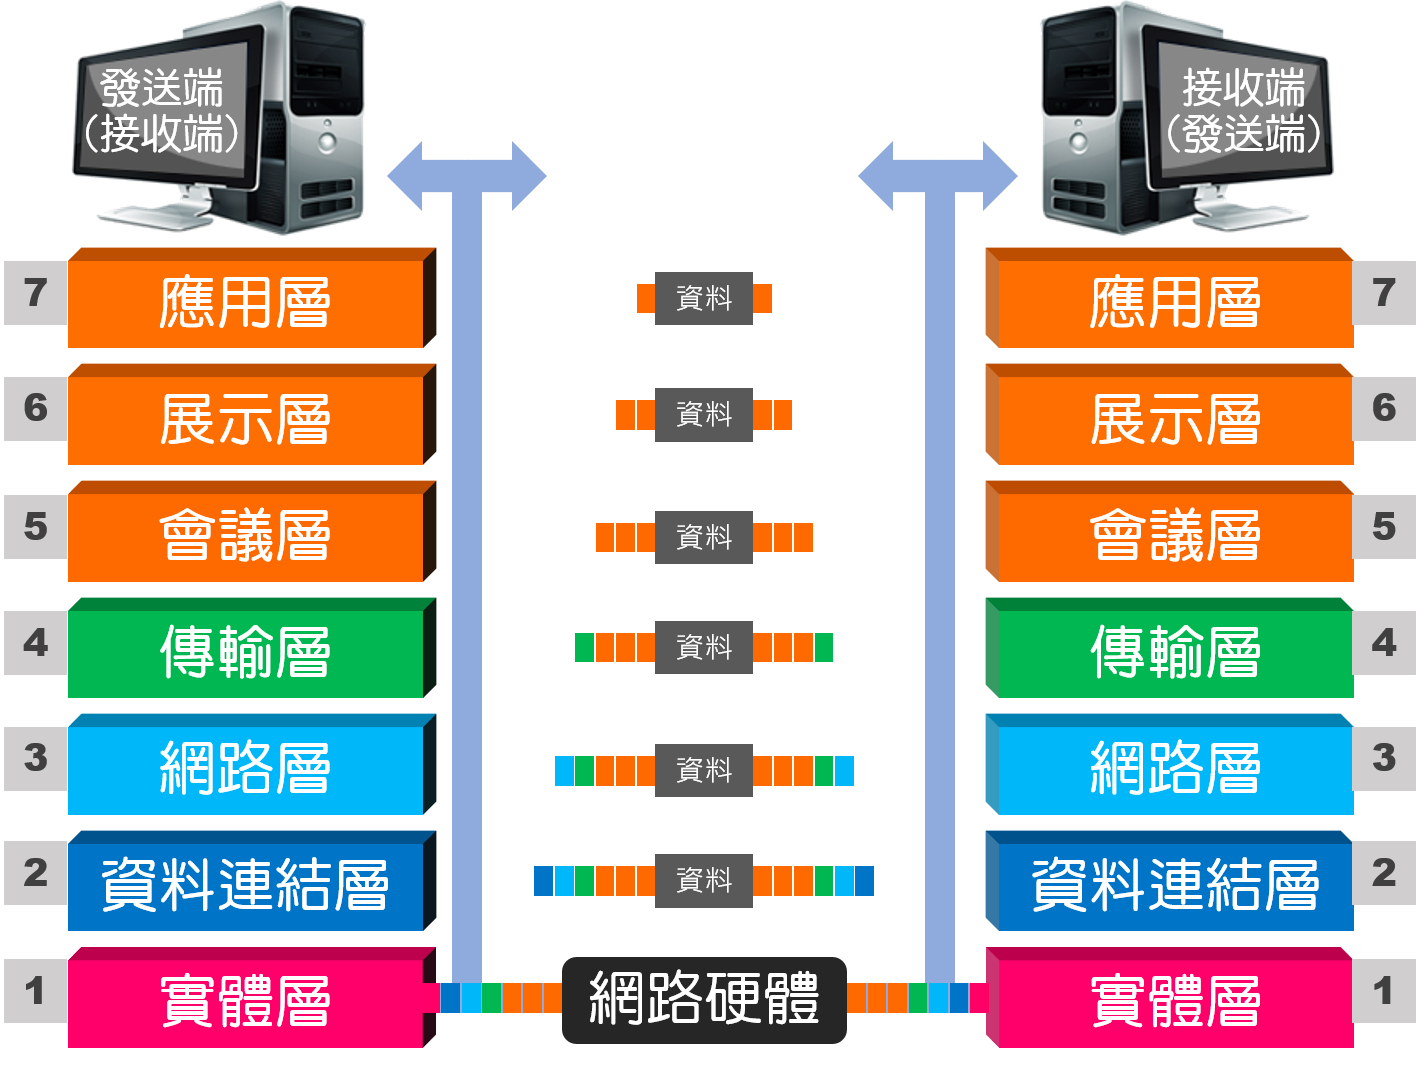 發送端
(接收端)
接收端
(發送端)
7 應用層 資料 應用層 7
6 展示層 資料 展示層 6
5 會議層 資料 會議層 5
4 傳輸層 資料 傳輸層 4
3 網路層 資料 網路層 3
2 資料連結層 資料 資料連結層 2
1 實體層 網路硬體 實體層 1